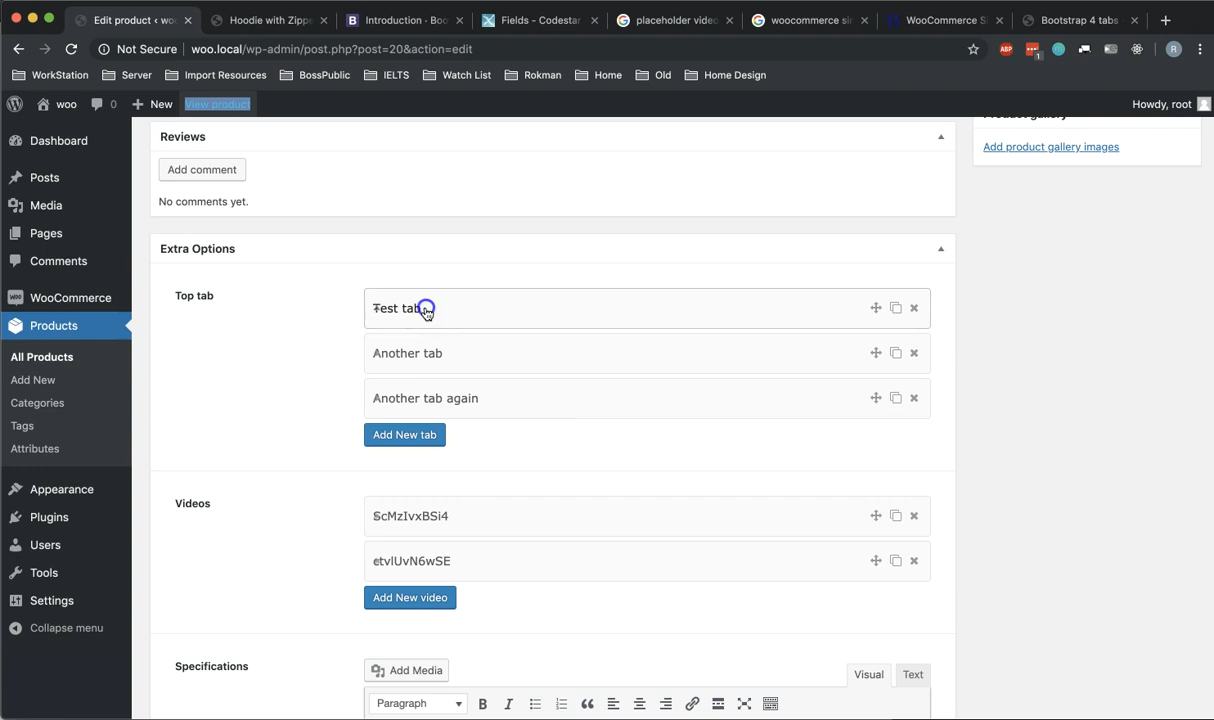 Edit product ‹ woo
Hoodie with Zippe
Introduction · Boo
Fields - Codestar
placeholder video
woocommerce sin
WooCommerce Si
Bootstrap 4 tabs -
Not Secure woo.local/wp-admin/post.php?post=20&action=edit
ABP
1
R
WorkStation Server Import Resources BossPublic IELTS Watch List Rokman Home Old Home Design
woo 0 New View product Howdy, root
Dashboard
Posts
Media
Pages
Comments
WooCommerce
Products
All Products
Add New
Categories
Tags
Attributes
Appearance
Plugins
Users
Tools
Settings
Collapse menu
Reviews
Add comment
No comments yet.
Add product gallery images
Extra Options
Top tab
Test tab
Another tab
Another tab again
Add New tab
Videos
ScMzIvxBSi4
ctvlUvN6wSE
Add New video
Specifications
Add Media
Visual Text
Paragraph